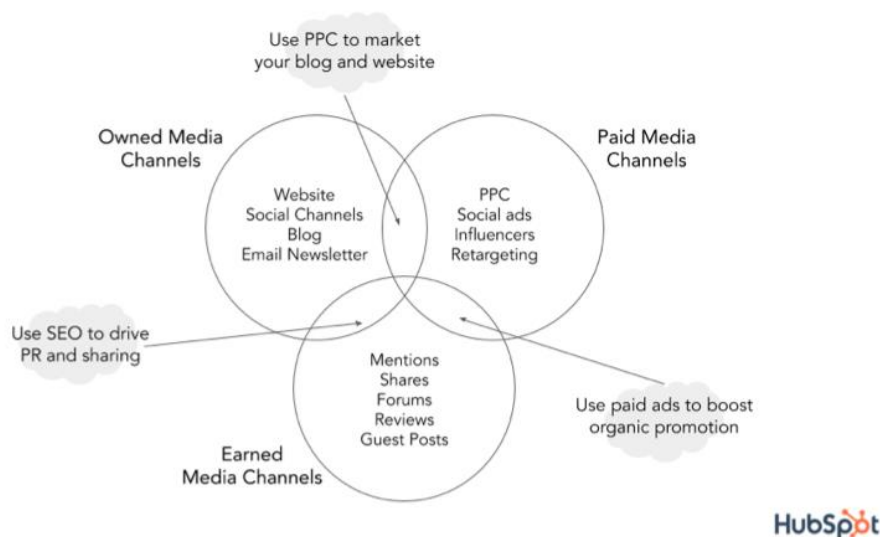 Use PPC to market
your blog and website
Owned Media
Channels
Paid Media
Channels
Website
Social Channels
Blog
Email Newsletter
PPC
Social ads
Influencers
Retargeting
Use SEO to drive
PR and sharing
Mentions
Shares
Forums
Reviews
Guest Posts
Use paid ads to boost
organic promotion
Earned
Media Channels
HubSpot